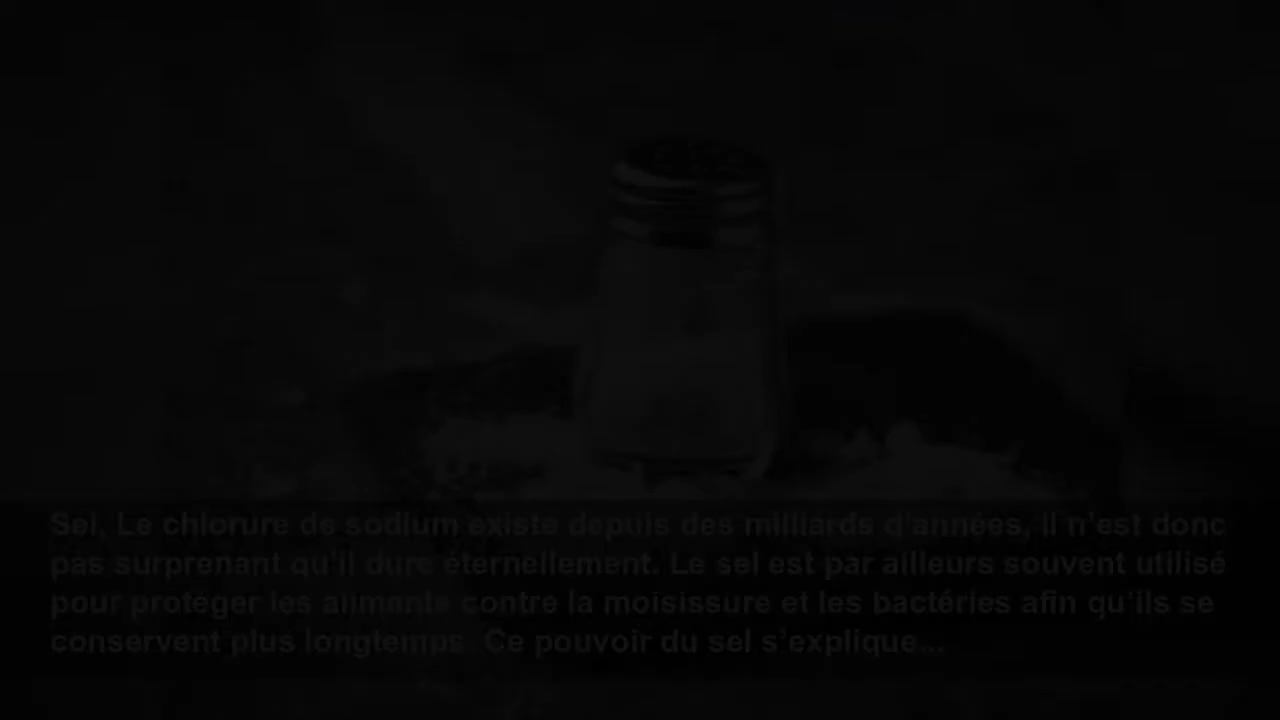 Sel. Le chlorure de sodium existe depuis des milliards d'années, il n'est donc
pas surprenant qu'il dure éternellement. Le sel est par ailleurs souvent utilisé
pour protéger les aliments contre la moisissure et les bactéries afin qu'ils se
conservent plus longtemps. Ce pouvoir du sel s'explique...